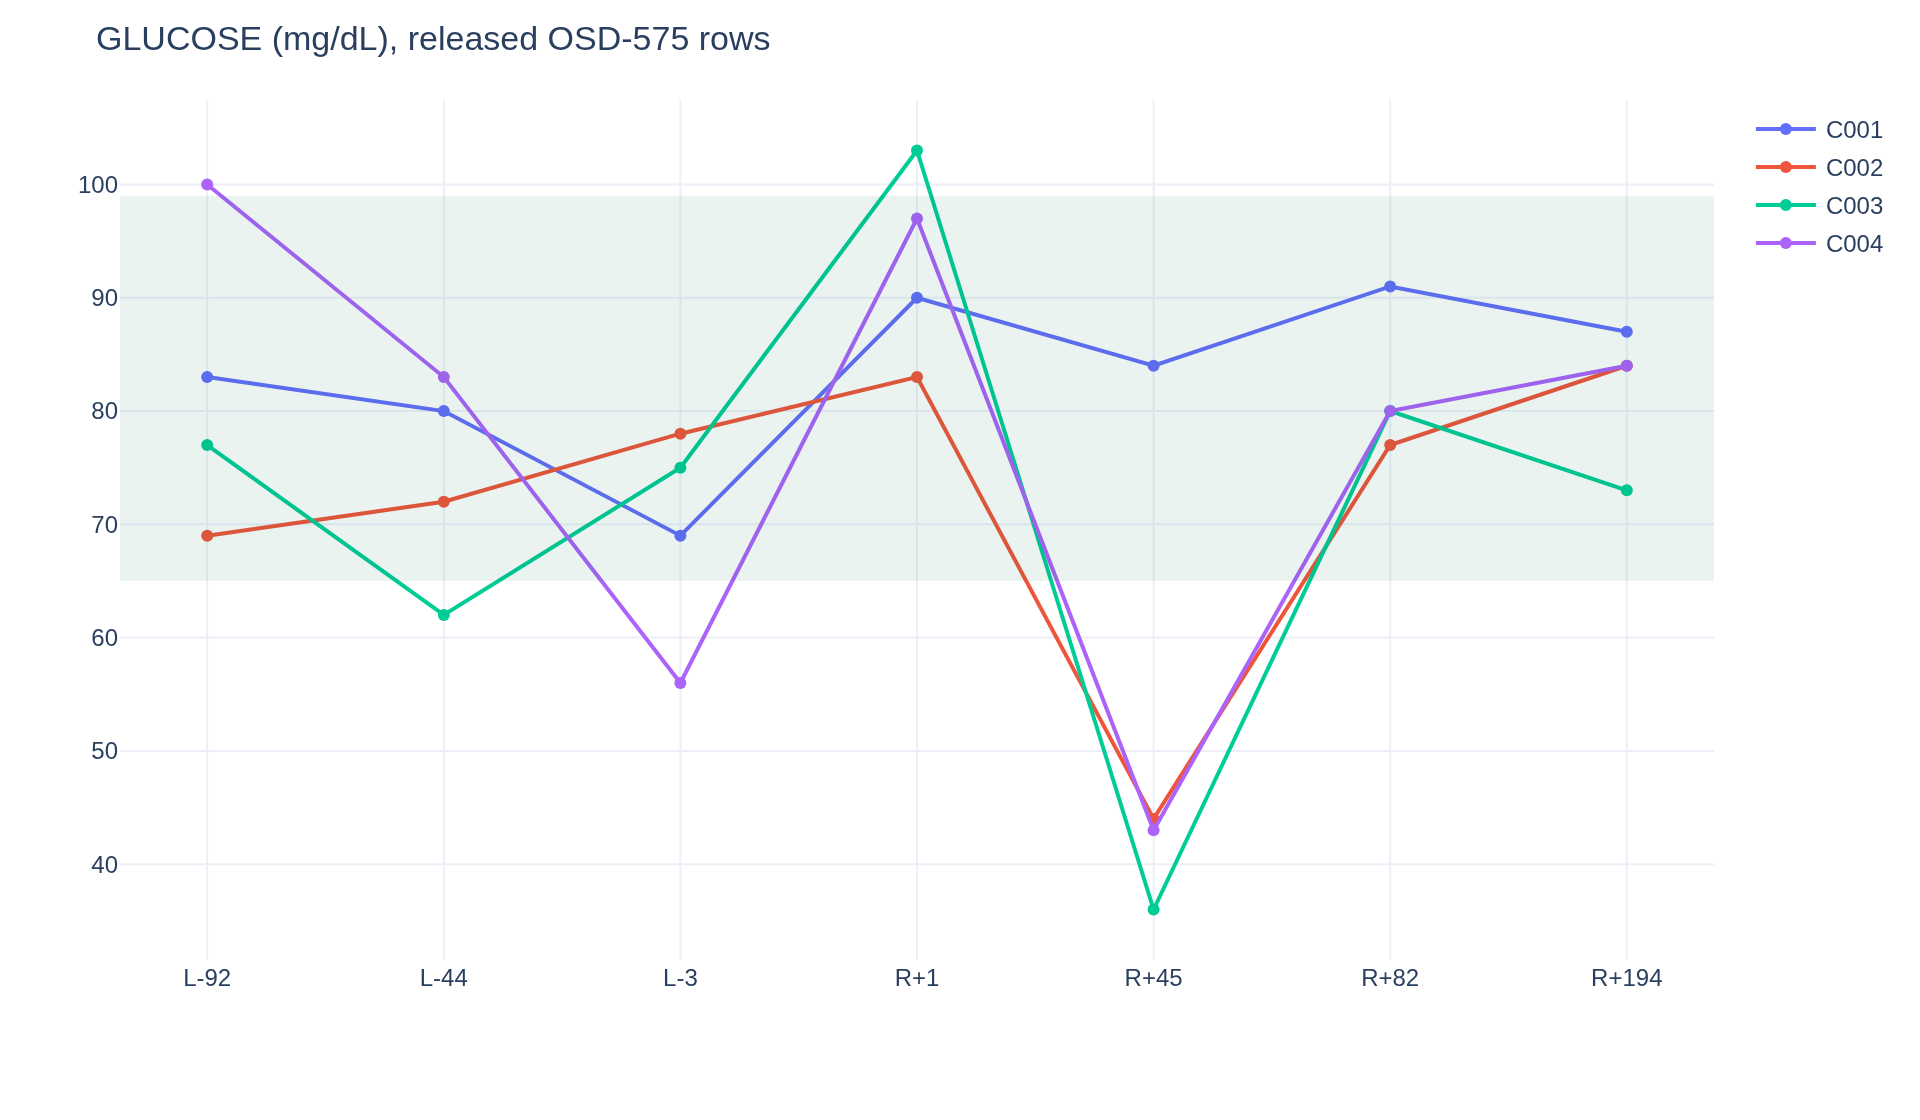 GLUCOSE (mg/dL), released OSD-575 rows
C001
C002
C003
C004
100
90
80
70
60
50
40
L-92 L-44 L-3 R+1 R+45 R+82 R+194